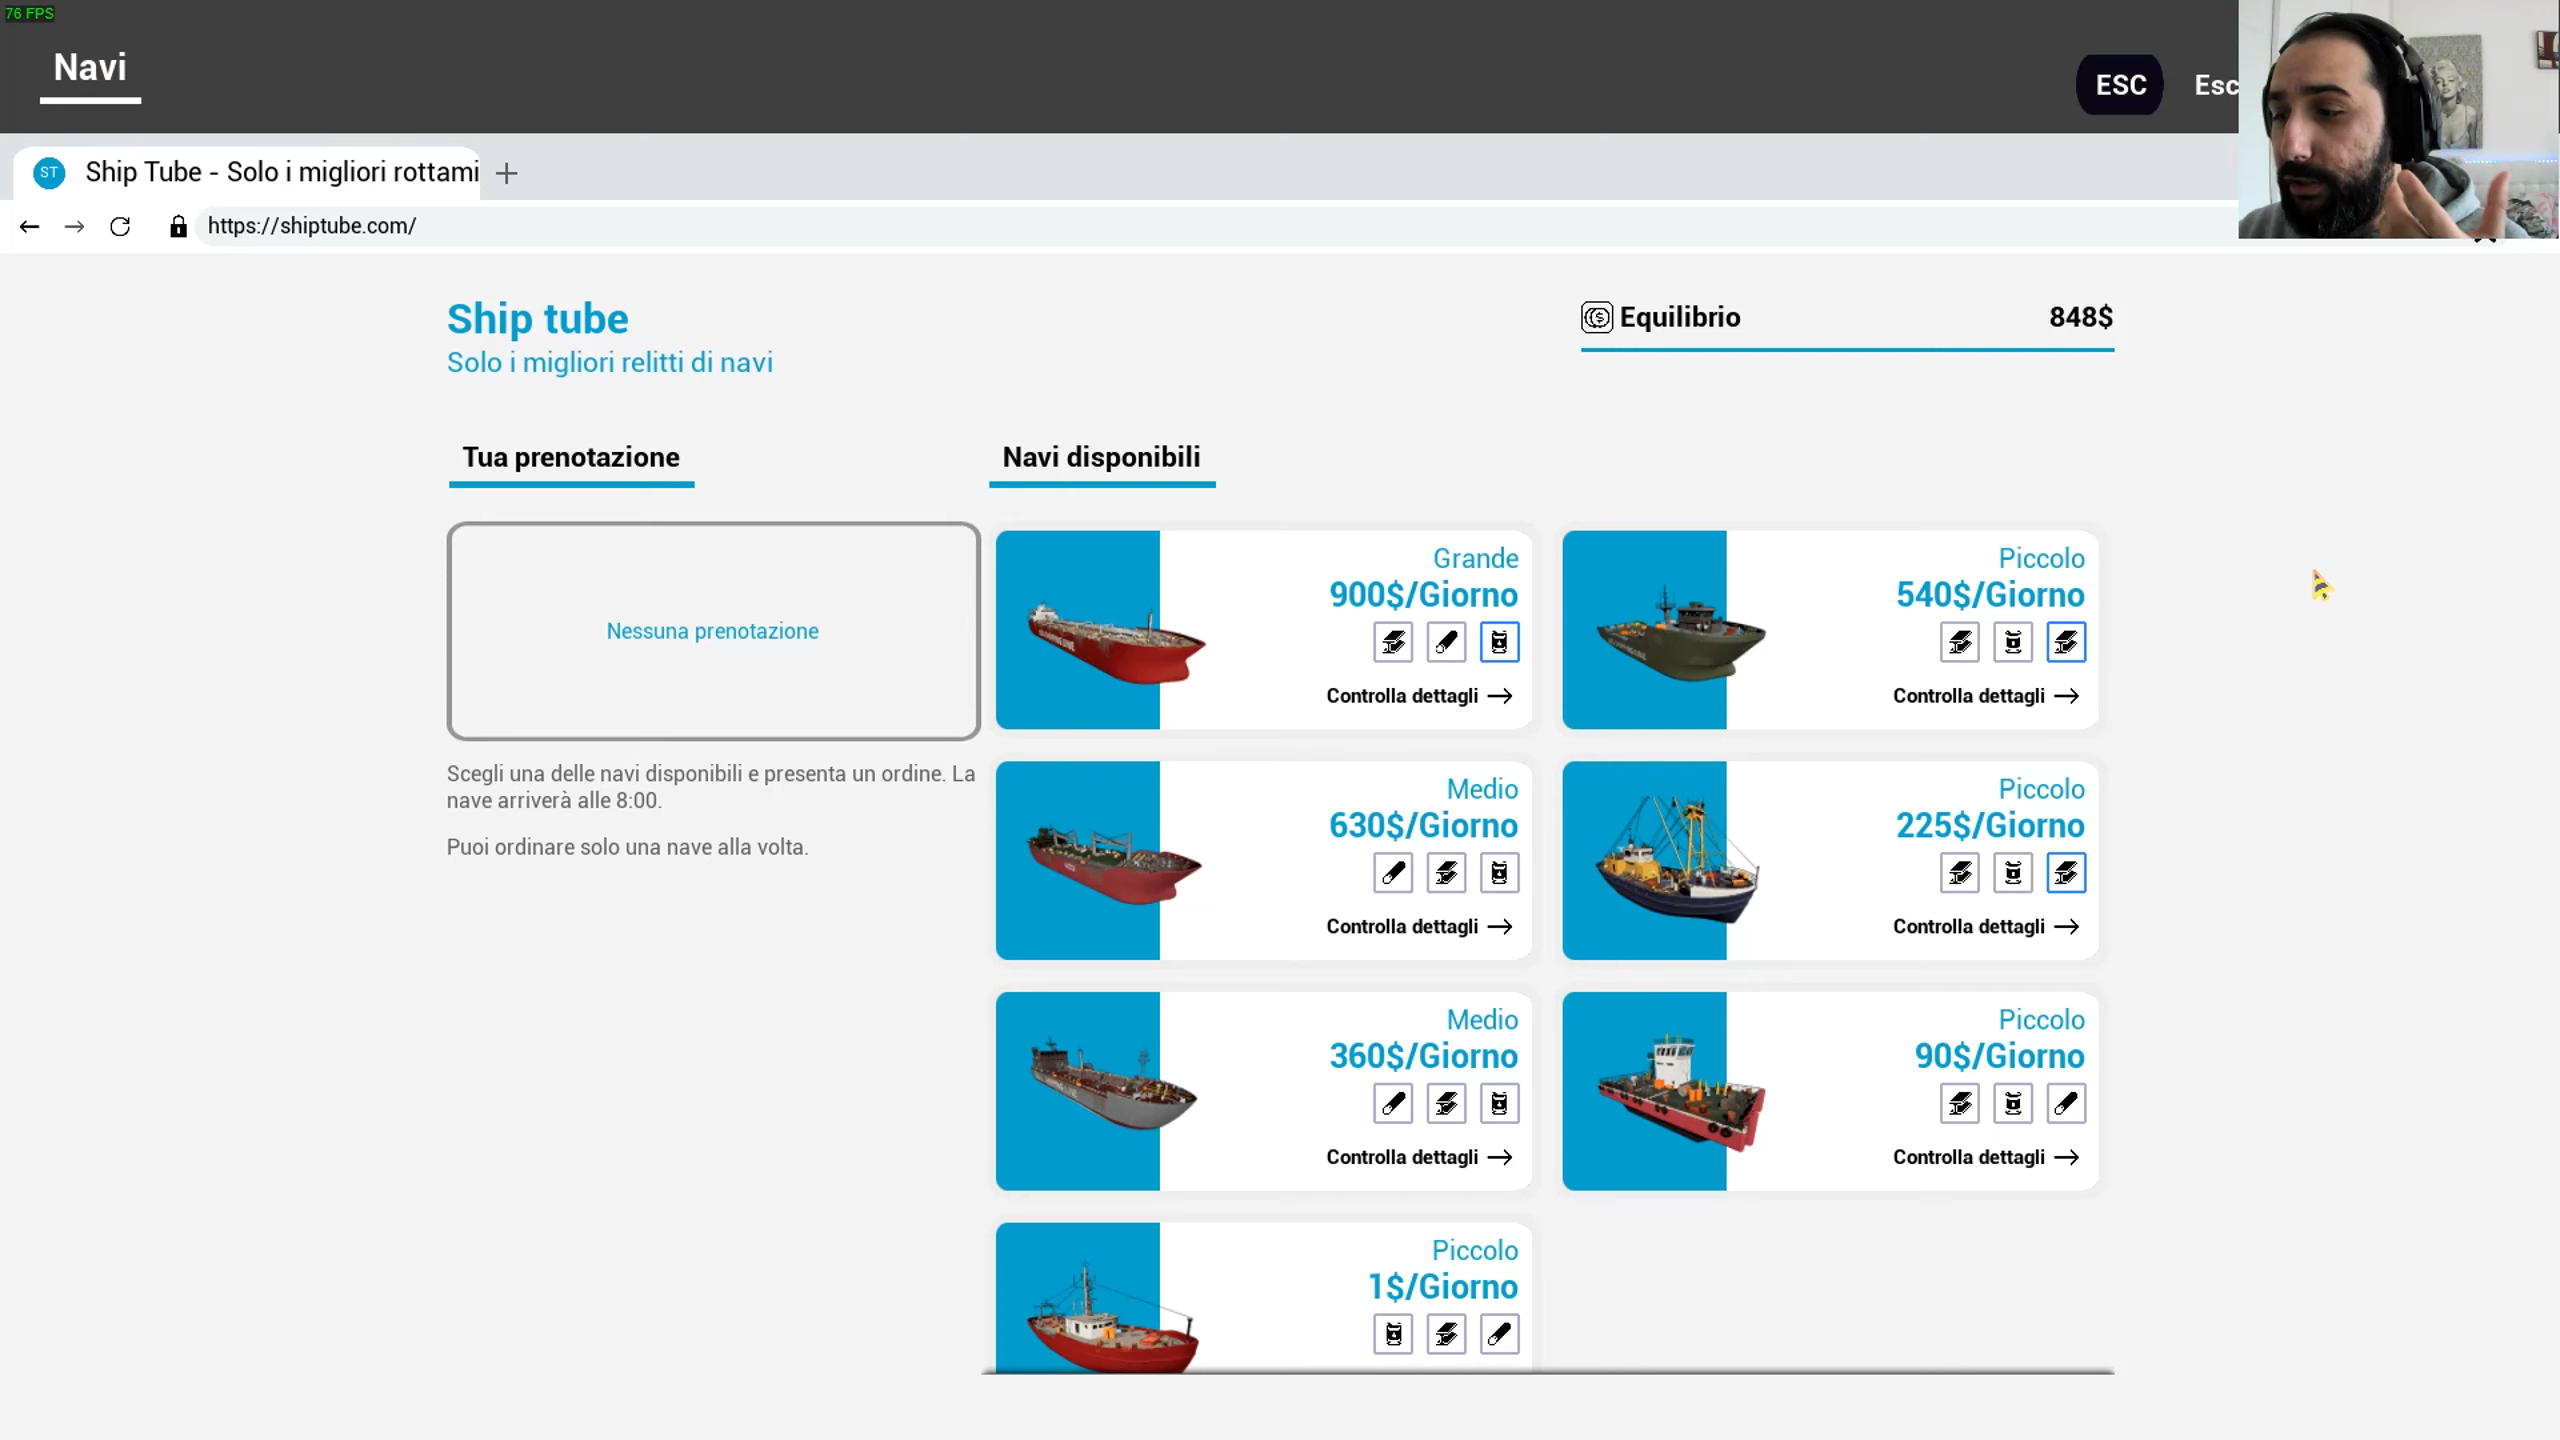 76 FPS
Navi
ESC
Esc
ST
Ship Tube - Solo i migliori rottami
https://shiptube.com/
Ship tube
Solo i migliori relitti di navi
Equilibrio
848$
Tua prenotazione
Navi disponibili
Nessuna prenotazione
Scegli una delle navi disponibili e presenta un ordine. La
nave arriverà alle 8:00.
Puoi ordinare solo una nave alla volta.
Grande
900$/Giorno
Controlla dettagli
Piccolo
540$/Giorno
Controlla dettagli
Medio
630$/Giorno
Controlla dettagli
Piccolo
225$/Giorno
Controlla dettagli
Medio
360$/Giorno
Controlla dettagli
Piccolo
90$/Giorno
Controlla dettagli
Piccolo
1$/Giorno